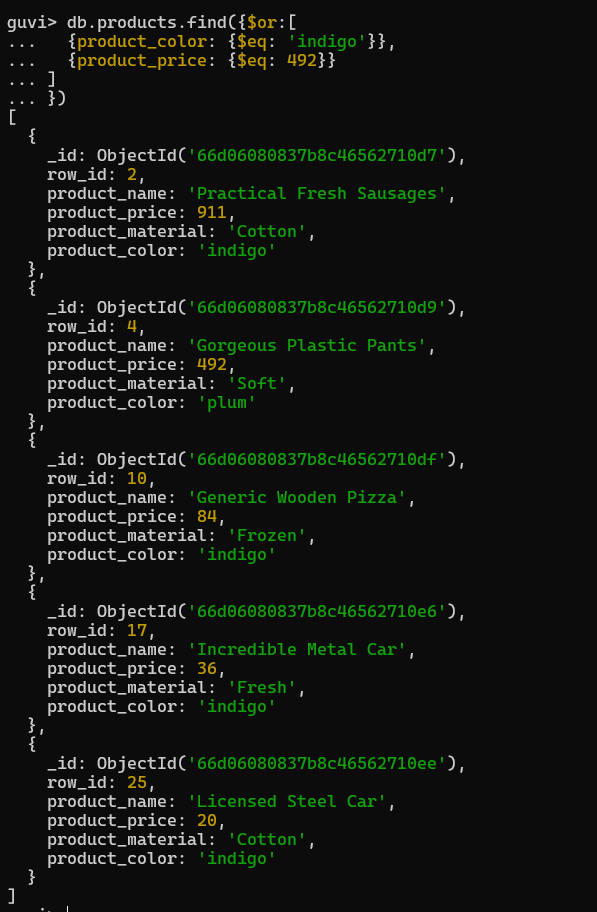 guvi> db.products.find({$or:[
...   {product_color: {$eq: 'indigo'}},
...   {product_price: {$eq: 492}}
... ]
... })
[
  {
    _id: ObjectId('66d06080837b8c46562710d7'),
    row_id: 2,
    product_name: 'Practical Fresh Sausages',
    product_price: 911,
    product_material: 'Cotton',
    product_color: 'indigo'
  },
  {
    _id: ObjectId('66d06080837b8c46562710d9'),
    row_id: 4,
    product_name: 'Gorgeous Plastic Pants',
    product_price: 492,
    product_material: 'Soft',
    product_color: 'plum'
  },
  {
    _id: ObjectId('66d06080837b8c46562710df'),
    row_id: 10,
    product_name: 'Generic Wooden Pizza',
    product_price: 84,
    product_material: 'Frozen',
    product_color: 'indigo'
  },
  {
    _id: ObjectId('66d06080837b8c46562710e6'),
    row_id: 17,
    product_name: 'Incredible Metal Car',
    product_price: 36,
    product_material: 'Fresh',
    product_color: 'indigo'
  },
  {
    _id: ObjectId('66d06080837b8c46562710ee'),
    row_id: 25,
    product_name: 'Licensed Steel Car',
    product_price: 20,
    product_material: 'Cotton',
    product_color: 'indigo'
  }
]